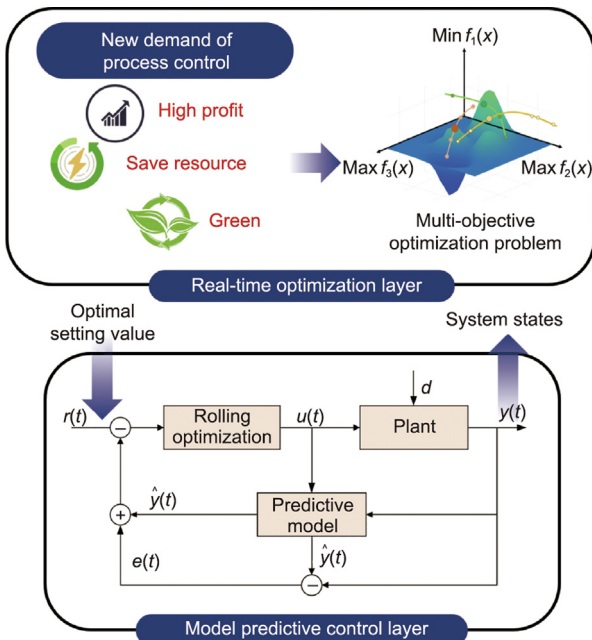 New demand of
process control
High profit
Save resource
Green
Min f₁(x)
Max f₃(x)
Max f₂(x)
Multi-objective
optimization problem
Real-time optimization layer
Optimal
setting value
System states
r(t)
−
Rolling
optimization
u(t)
d
Plant
y(t)
ŷ(t)
+
Predictive
model
ŷ(t)
e(t)
−
Model predictive control layer